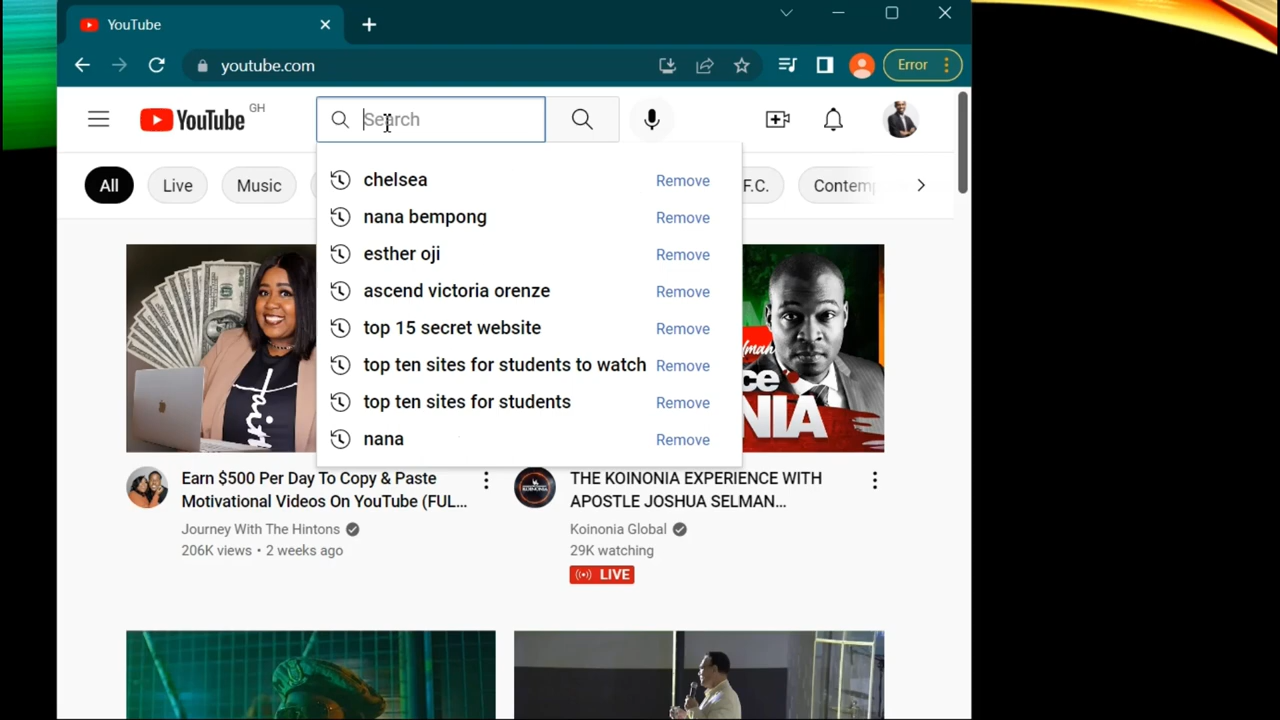 YouTube
youtube.com
Error
YouTube
GH
Search
All
Live
Music
F.C.
Contemp
chelsea
Remove
nana bempong
Remove
esther oji
Remove
ascend victoria orenze
Remove
top 15 secret website
Remove
top ten sites for students to watch
Remove
top ten sites for students
Remove
nana
Remove
Earn $500 Per Day To Copy & Paste
Motivational Videos On YouTube (FUL...
Journey With The Hintons
206K views • 2 weeks ago
THE KOINONIA EXPERIENCE WITH
APOSTLE JOSHUA SELMAN...
Koinonia Global
29K watching
LIVE